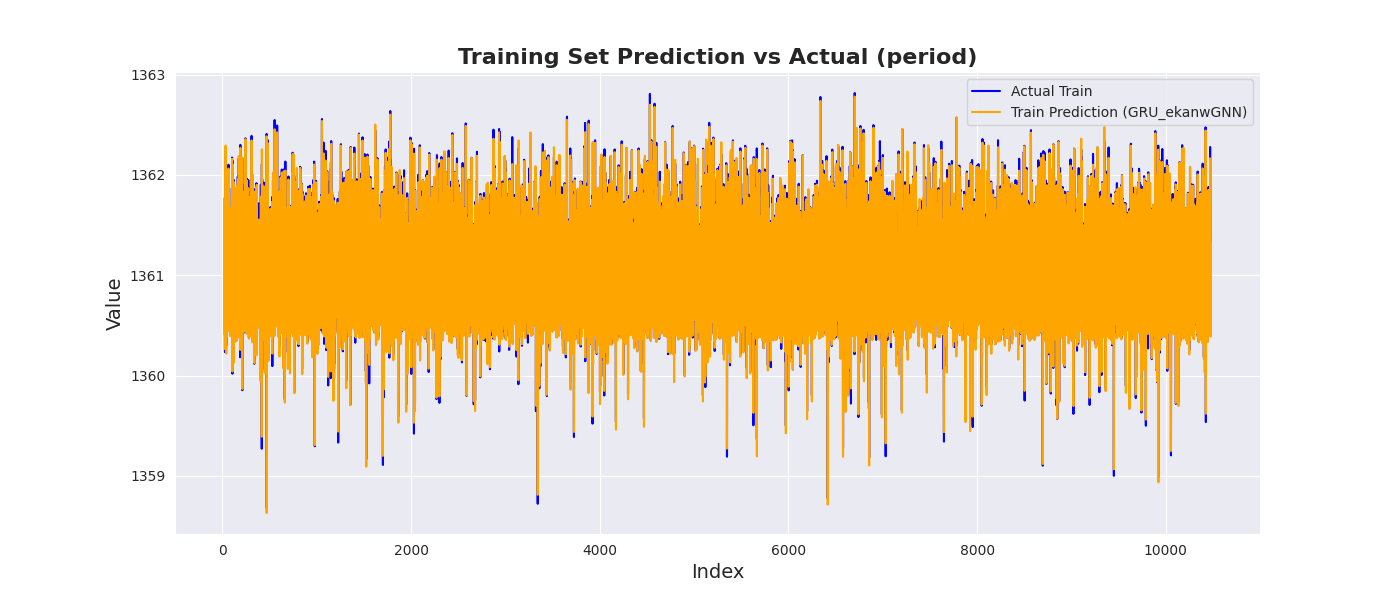 Training Set Prediction vs Actual (period)
Actual Train
Train Prediction (GRU_ekanwGNN)
1363
1362
1361
1360
1359
Value
0 2000 4000 6000 8000 10000
Index